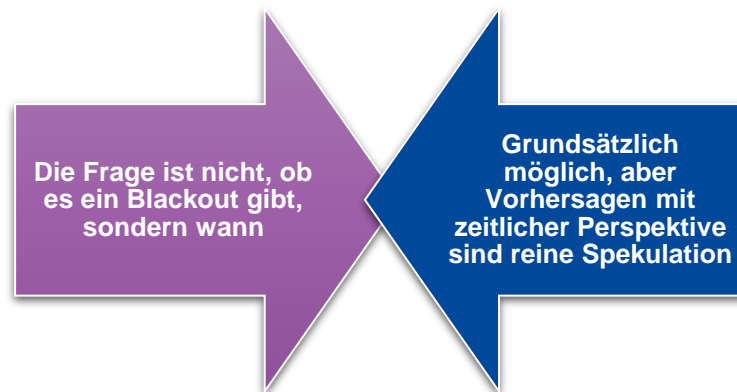 Die Frage ist nicht, ob
es ein Blackout gibt,
sondern wann
Grundsätzlich
möglich, aber
Vorhersagen mit
zeitlicher Perspektive
sind reine Spekulation